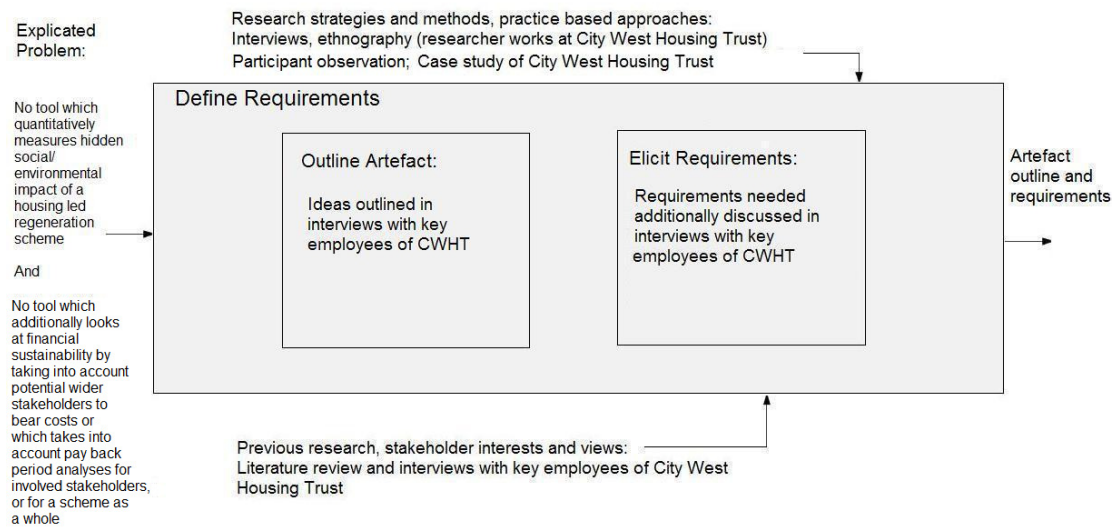 Explicated
Problem:
No tool which
quantitatively
measures hidden
social/
environmental
impact of a
housing led
regeneration
scheme
And
No tool which
additionally looks
at financial
sustainability by
taking into account
potential wider
stakeholders to
bear costs or
which takes into
account pay back
period analyses for
involved stakeholders,
or for a scheme as
a whole
Research strategies and methods, practice based approaches:
Interviews, ethnography (researcher works at City West Housing Trust)
Participant observation; Case study of City West Housing Trust
Define Requirements
Outline Artefact:
Ideas outlined in
interviews with key
employees of CWHT
Elicit Requirements:
Requirements needed
additionally discussed in
interviews with key
employees of CWHT
Artefact
outline and
requirements
Previous research, stakeholder interests and views:
Literature review and interviews with key employees of City West
Housing Trust